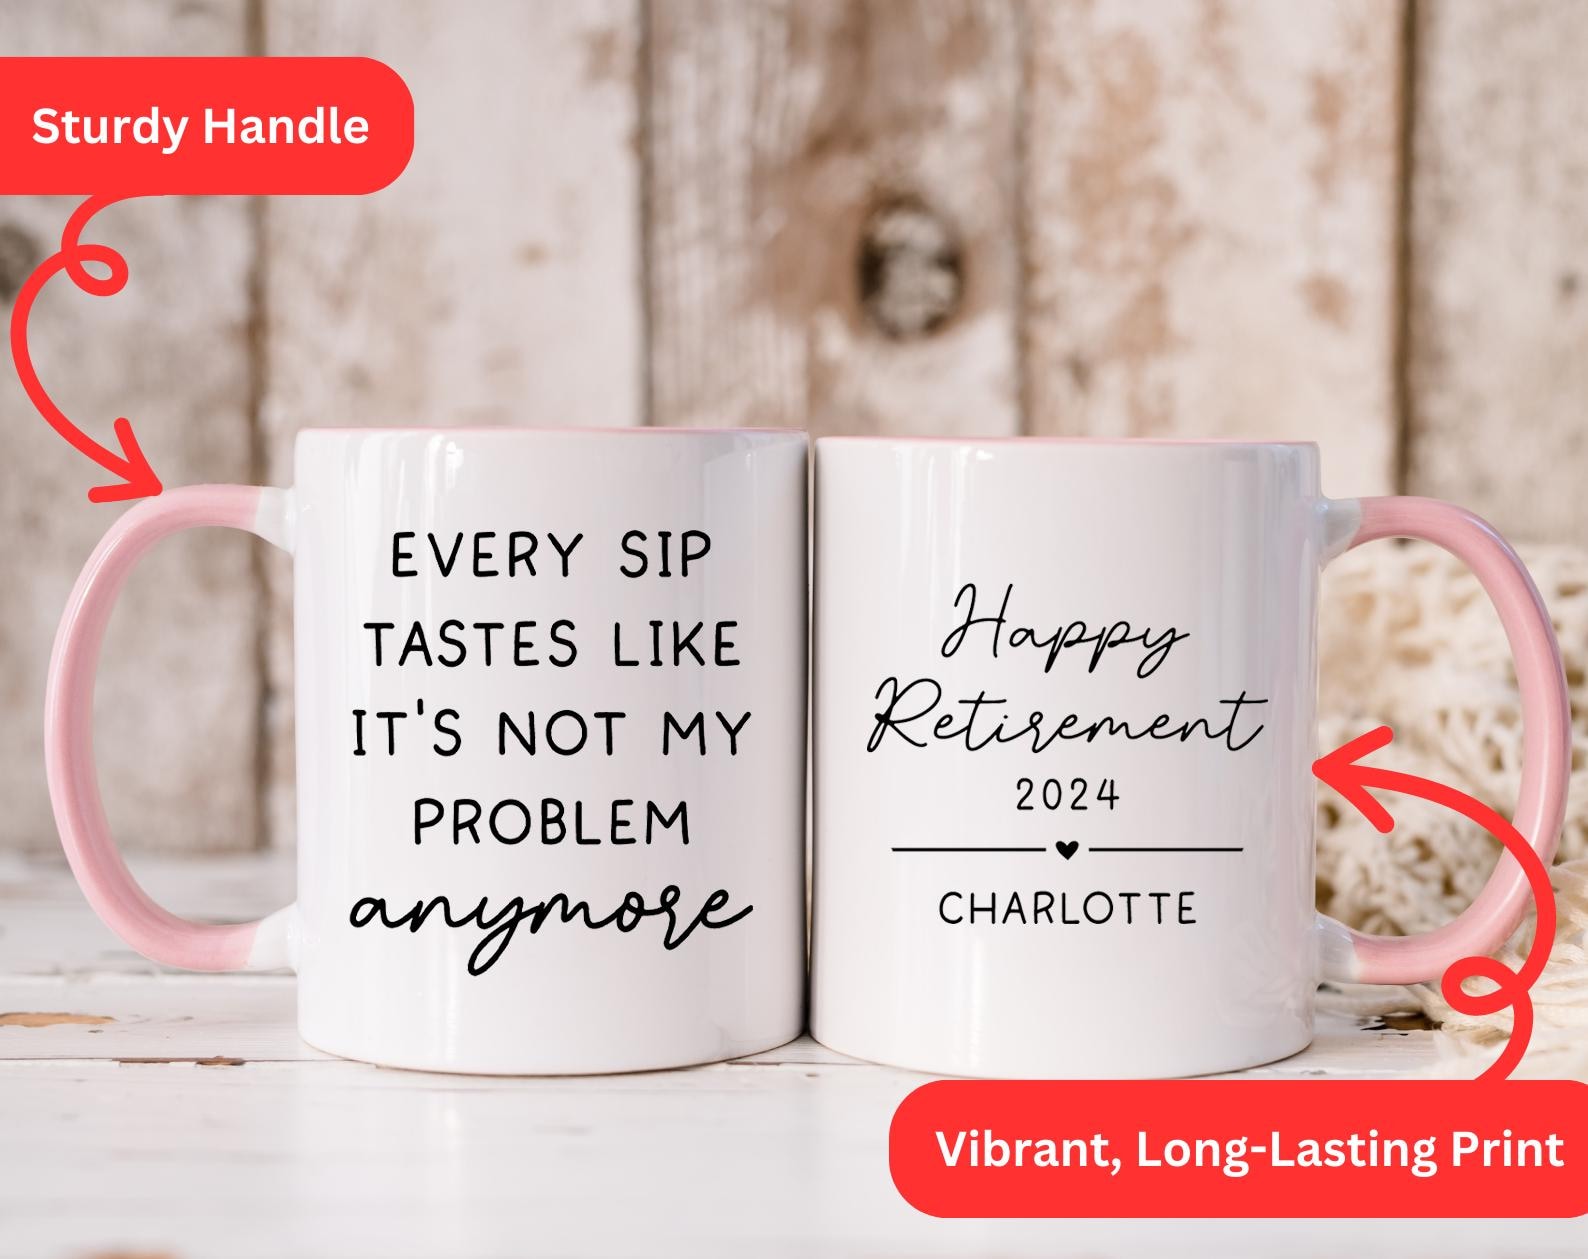 Sturdy Handle
EVERY SIP
TASTES LIKE
IT'S NOT MY
PROBLEM
anymore
Happy
Retirement
2024
CHARLOTTE
Vibrant, Long-Lasting Print